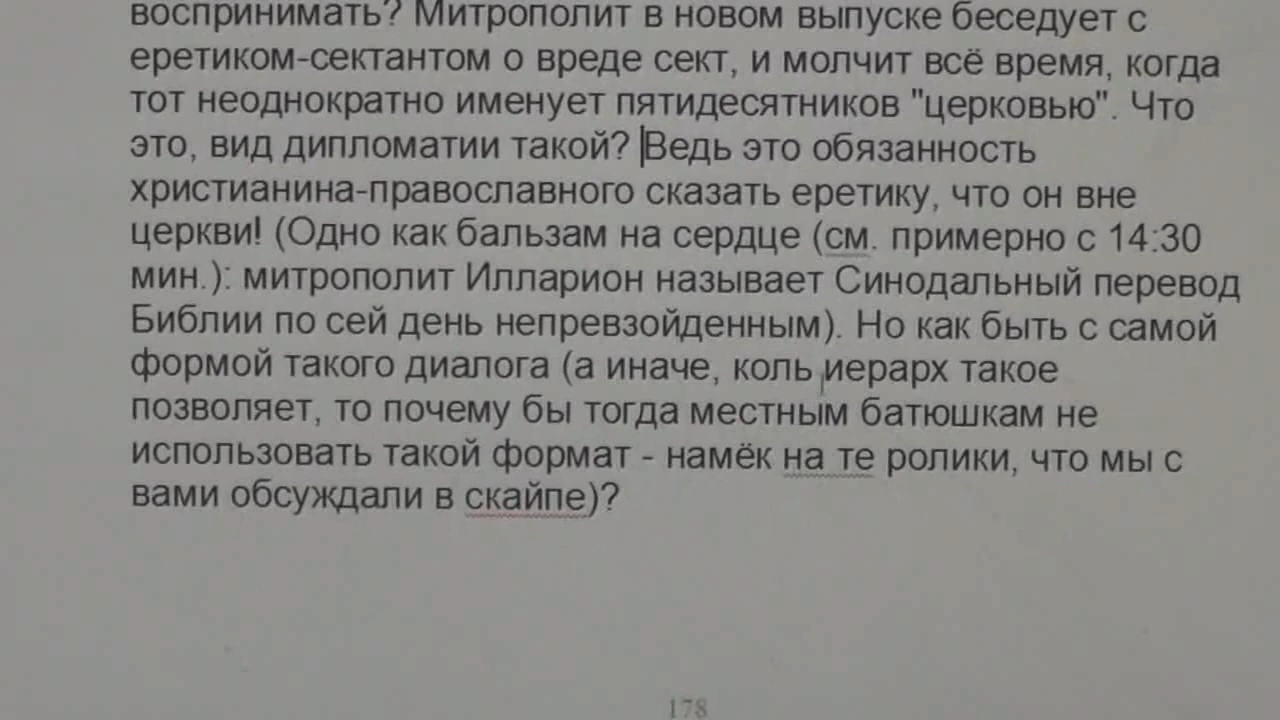 воспринимать? Митрополит в новом выпуске беседует с
еретиком-сектантом о вреде сект, и молчит всё время, когда
тот неоднократно именует пятидесятников "церковью". Что
это, вид дипломатии такой? Ведь это обязанность
христианина-православного сказать еретику, что он вне
церкви! (Одно как бальзам на сердце (см. примерно с 14:30
мин.): митрополит Илларион называет Синодальный перевод
Библии по сей день непревзойденным). Но как быть с самой
формой такого диалога (а иначе, коль иерарх такое
позволяет, то почему бы тогда местным батюшкам не
использовать такой формат - намёк на те ролики, что мы с
вами обсуждали в скайпе)?
178